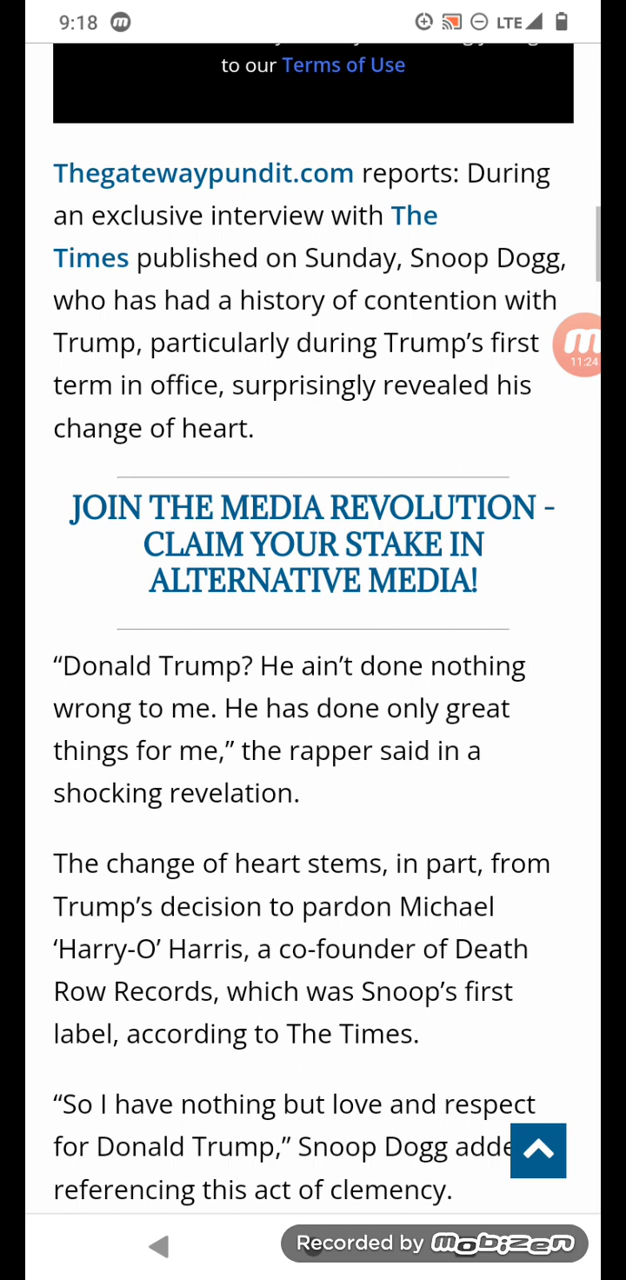 9:18 m LTE
to our Terms of Use
Thegatewaypundit.com reports: During
an exclusive interview with The
Times published on Sunday, Snoop Dogg,
who has had a history of contention with
Trump, particularly during Trump’s first
m
11:24
term in office, surprisingly revealed his
change of heart.
JOIN THE MEDIA REVOLUTION -
CLAIM YOUR STAKE IN
ALTERNATIVE MEDIA!
“Donald Trump? He ain’t done nothing
wrong to me. He has done only great
things for me,” the rapper said in a
shocking revelation.
The change of heart stems, in part, from
Trump’s decision to pardon Michael
‘Harry-O’ Harris, a co-founder of Death
Row Records, which was Snoop’s first
label, according to The Times.
“So I have nothing but love and respect
for Donald Trump,” Snoop Dogg adde
referencing this act of clemency.
Recorded by mobizen